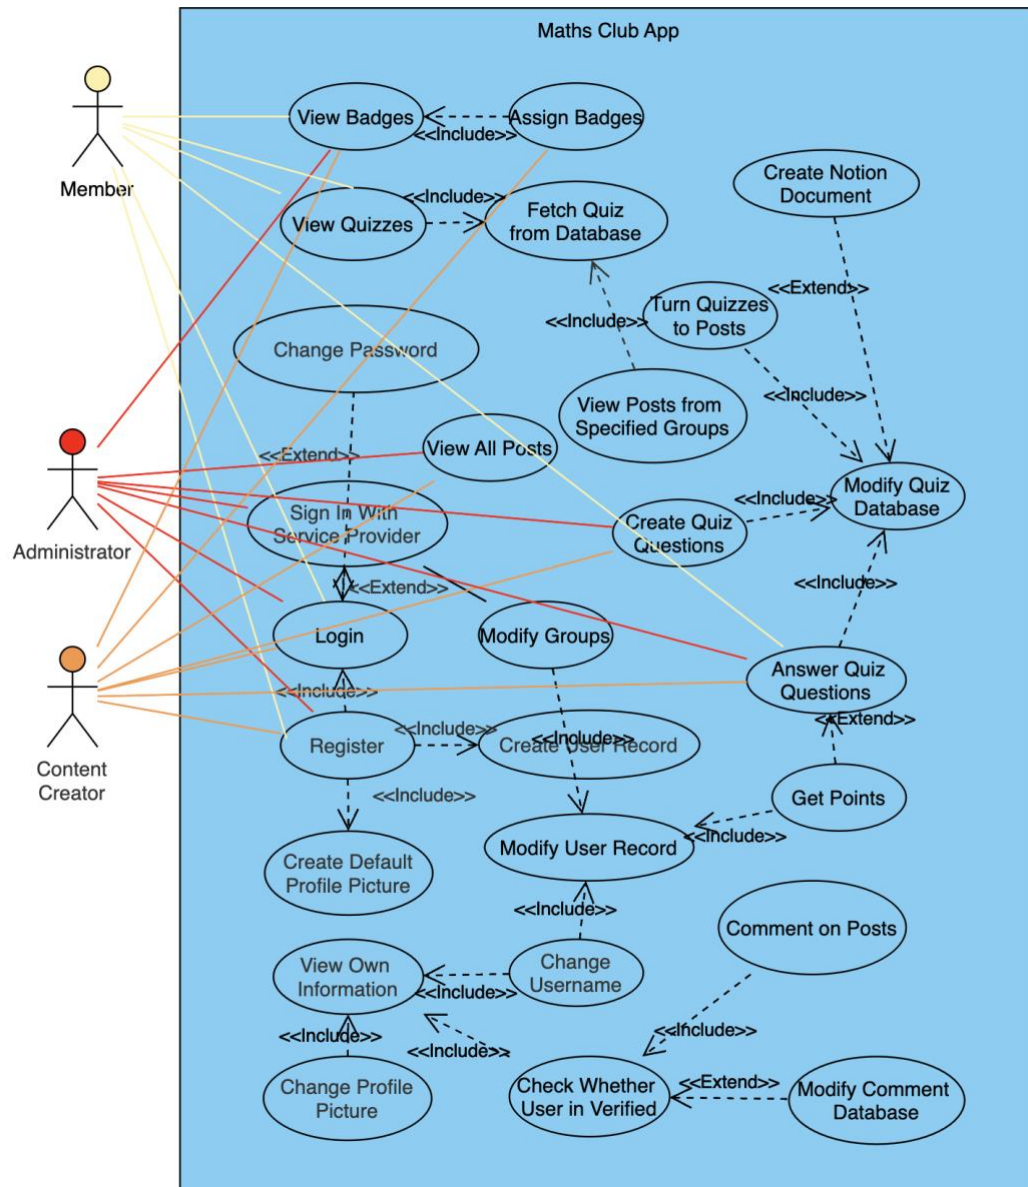 Maths Club App
View Badges
<<Include>>
Assign Badges
Member
Create Notion
Document
<<Include>>
View Quizzes
Fetch Quiz
from Database
<<Extend>>
Turn Quizzes
to Posts
<<Include>>
Change Password
<<Include>>
View Posts from
Specified Groups
View All Posts
<<Extend>>
Modify Quiz
Database
<<Include>>
Sign In With
Service Provider
Create Quiz
Questions
Administrator
<<Extend>>
<<Include>>
Login
Modify Groups
Answer Quiz
Questions
<<Include>>
<<Extend>>
<<Include>>
Register
<<Include>>
Create User Record
Content
Creator
<<Include>>
Get Points
<<Include>>
Modify User Record
Create Default
Profile Picture
<<Include>>
Comment on Posts
View Own
Information
Change
Username
<<Include>>
<<Include>>
<<Include>>
<<Include>>
Change Profile
Picture
Check Whether
User in Verified
<<Extend>>
Modify Comment
Database